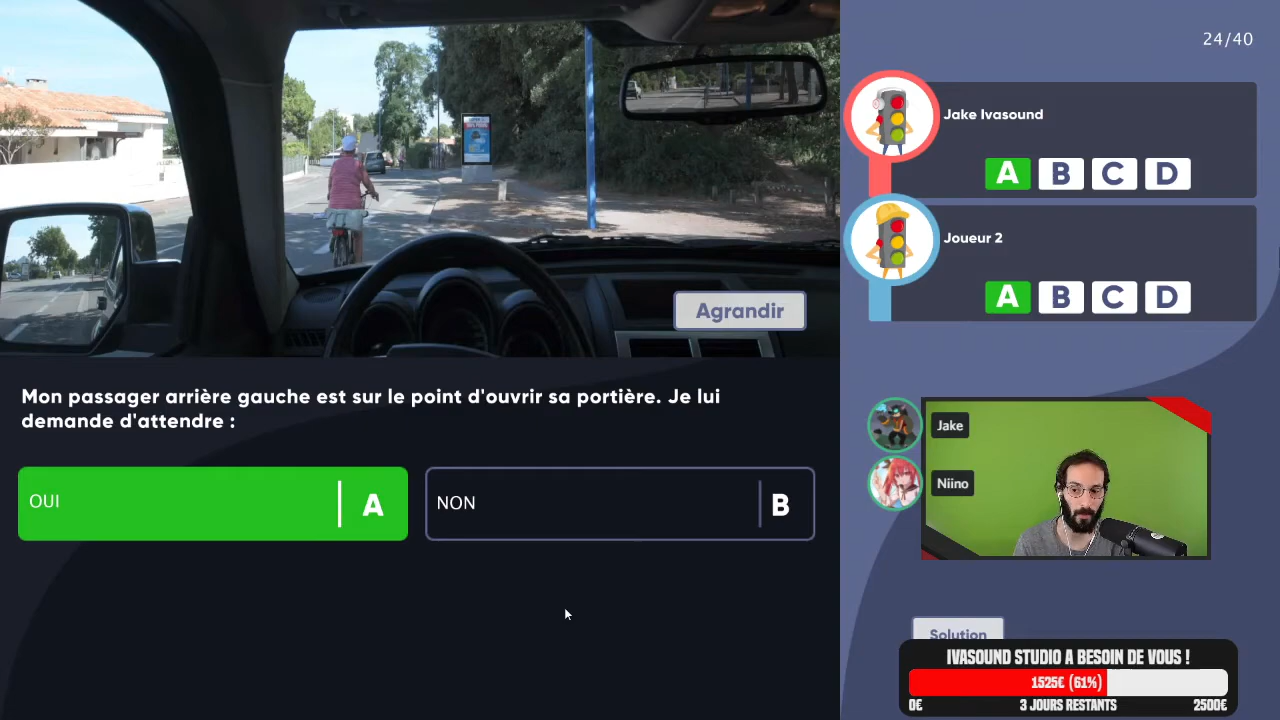 24/40
Jake Ivasound
A B C D
Joueur 2
A B C D
Agrandir
Mon passager arrière gauche est sur le point d'ouvrir sa portière. Je lui
demande d'attendre :
OUI A
NON B
Jake
Niino
Solution
IVASOUND STUDIO A BESOIN DE VOUS !
1525€ (61%)
0€ 3 JOURS RESTANTS 2500€